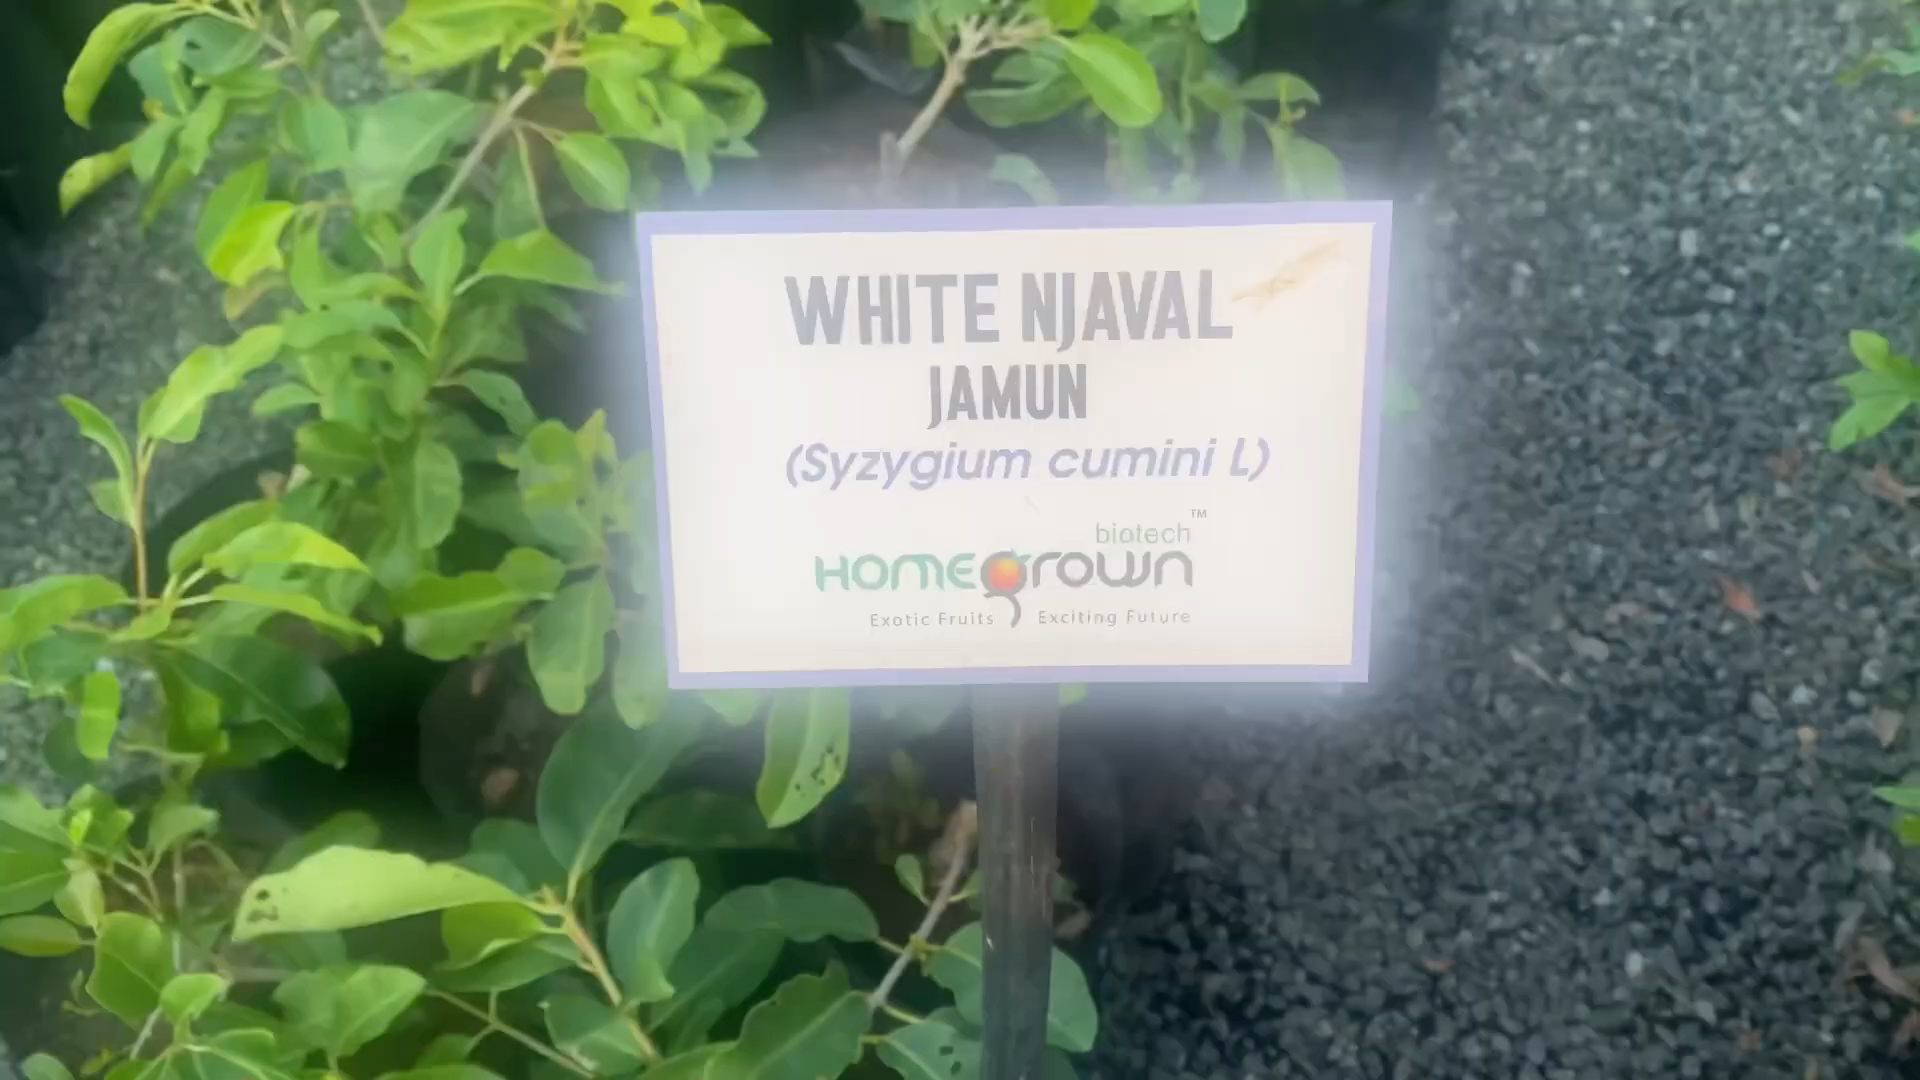 WHITE NJAVAL
JAMUN
(Syzygium cumini L)
biotech™
HOMEGROWN
Exotic Fruits Exciting Future